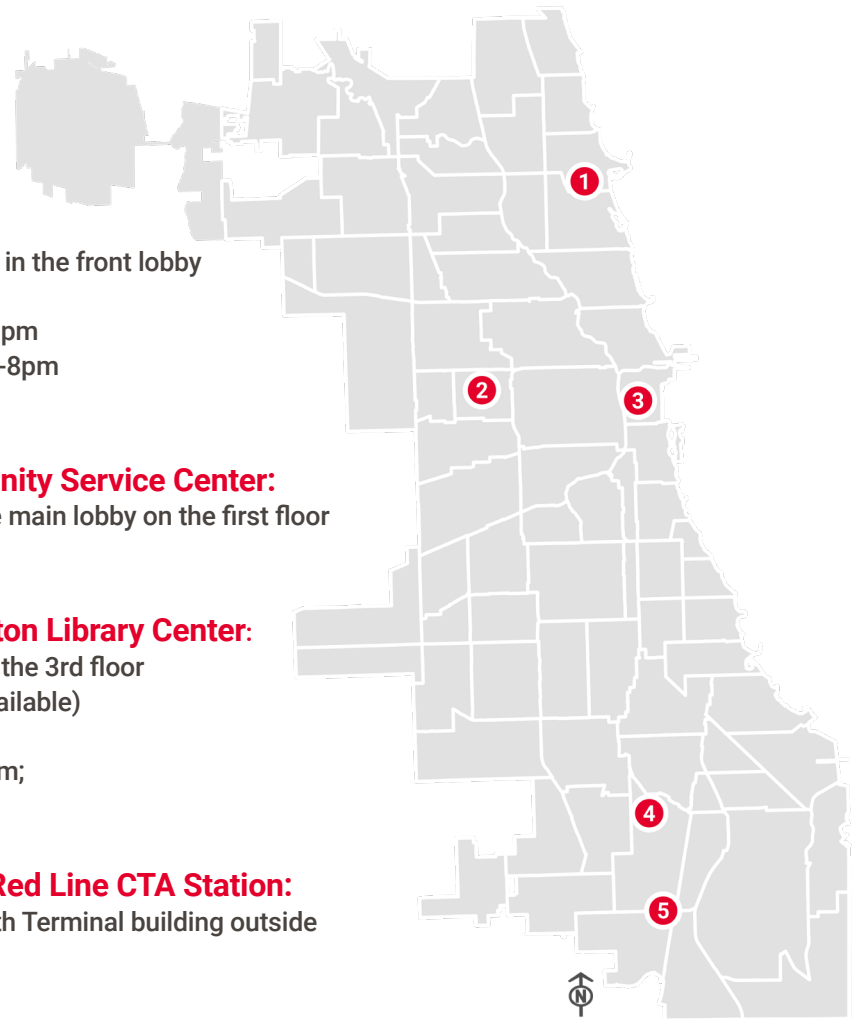 in the front lobby
pm
-8pm
nity Service Center:
main lobby on the first floor
ton Library Center:
the 3rd floor
ailable)
m;
Red Line CTA Station:
th Terminal building outside
1
2
3
4
5
N